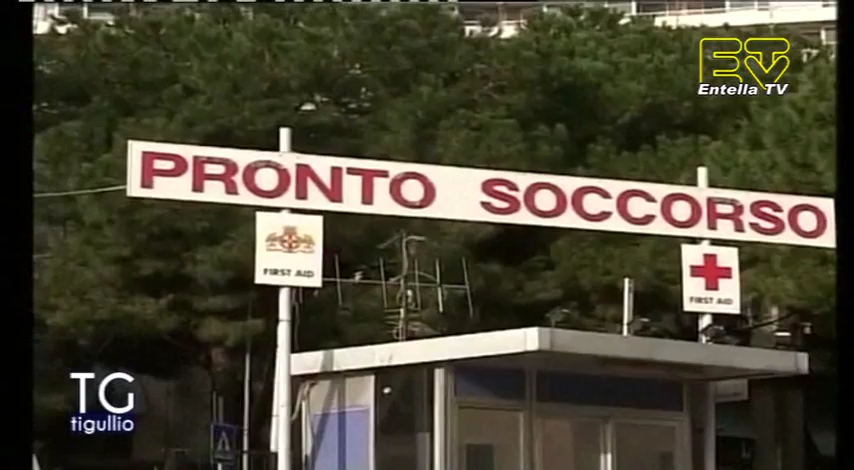 ETV
Entella TV
PRONTO SOCCORSO
FIRST AID
FIRST AID
TG
tigullio